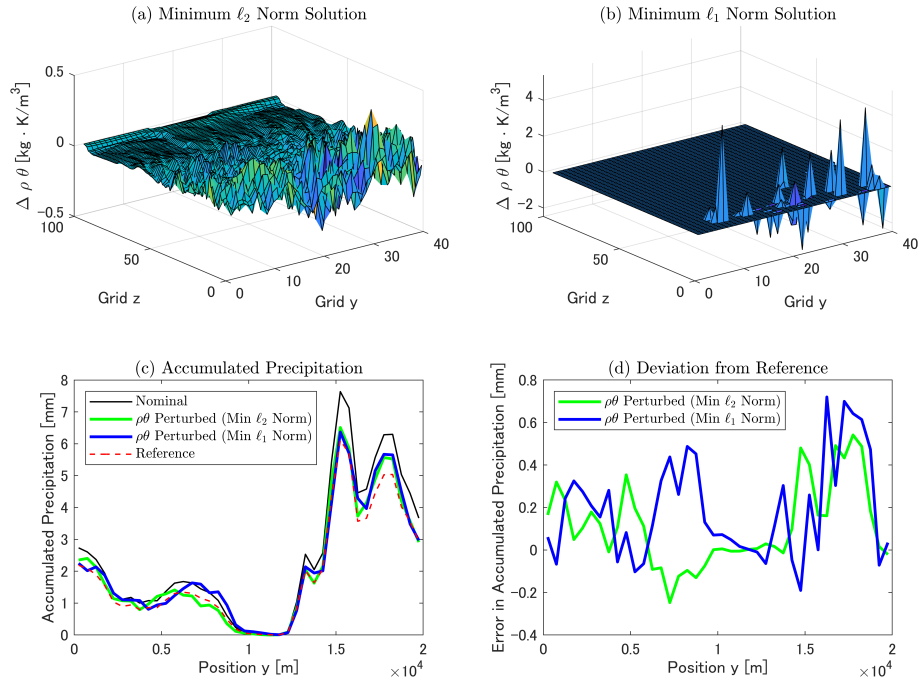 (a) Minimum ℓ2 Norm Solution
0.5
0
−0.5
Δ ρ θ [kg · K/m³]
100
50
0
Grid z
0
10
20
30
40
Grid y
(b) Minimum ℓ1 Norm Solution
4
2
0
−2
Δ ρ θ [kg · K/m³]
100
50
0
Grid z
0
10
20
30
40
Grid y
(c) Accumulated Precipitation
8
7
6
5
4
3
2
1
0
Accumulated Precipitation [mm]
Nominal
ρθ Perturbed (Min ℓ2 Norm)
ρθ Perturbed (Min ℓ1 Norm)
Reference
0 0.5 1 1.5 2
Position y [m]
×10⁴
(d) Deviation from Reference
0.8
0.6
0.4
0.2
0
−0.2
−0.4
Error in Accumulated Precipitation [mm]
ρθ Perturbed (Min ℓ2 Norm)
ρθ Perturbed (Min ℓ1 Norm)
0 0.5 1 1.5 2
Position y [m]
×10⁴